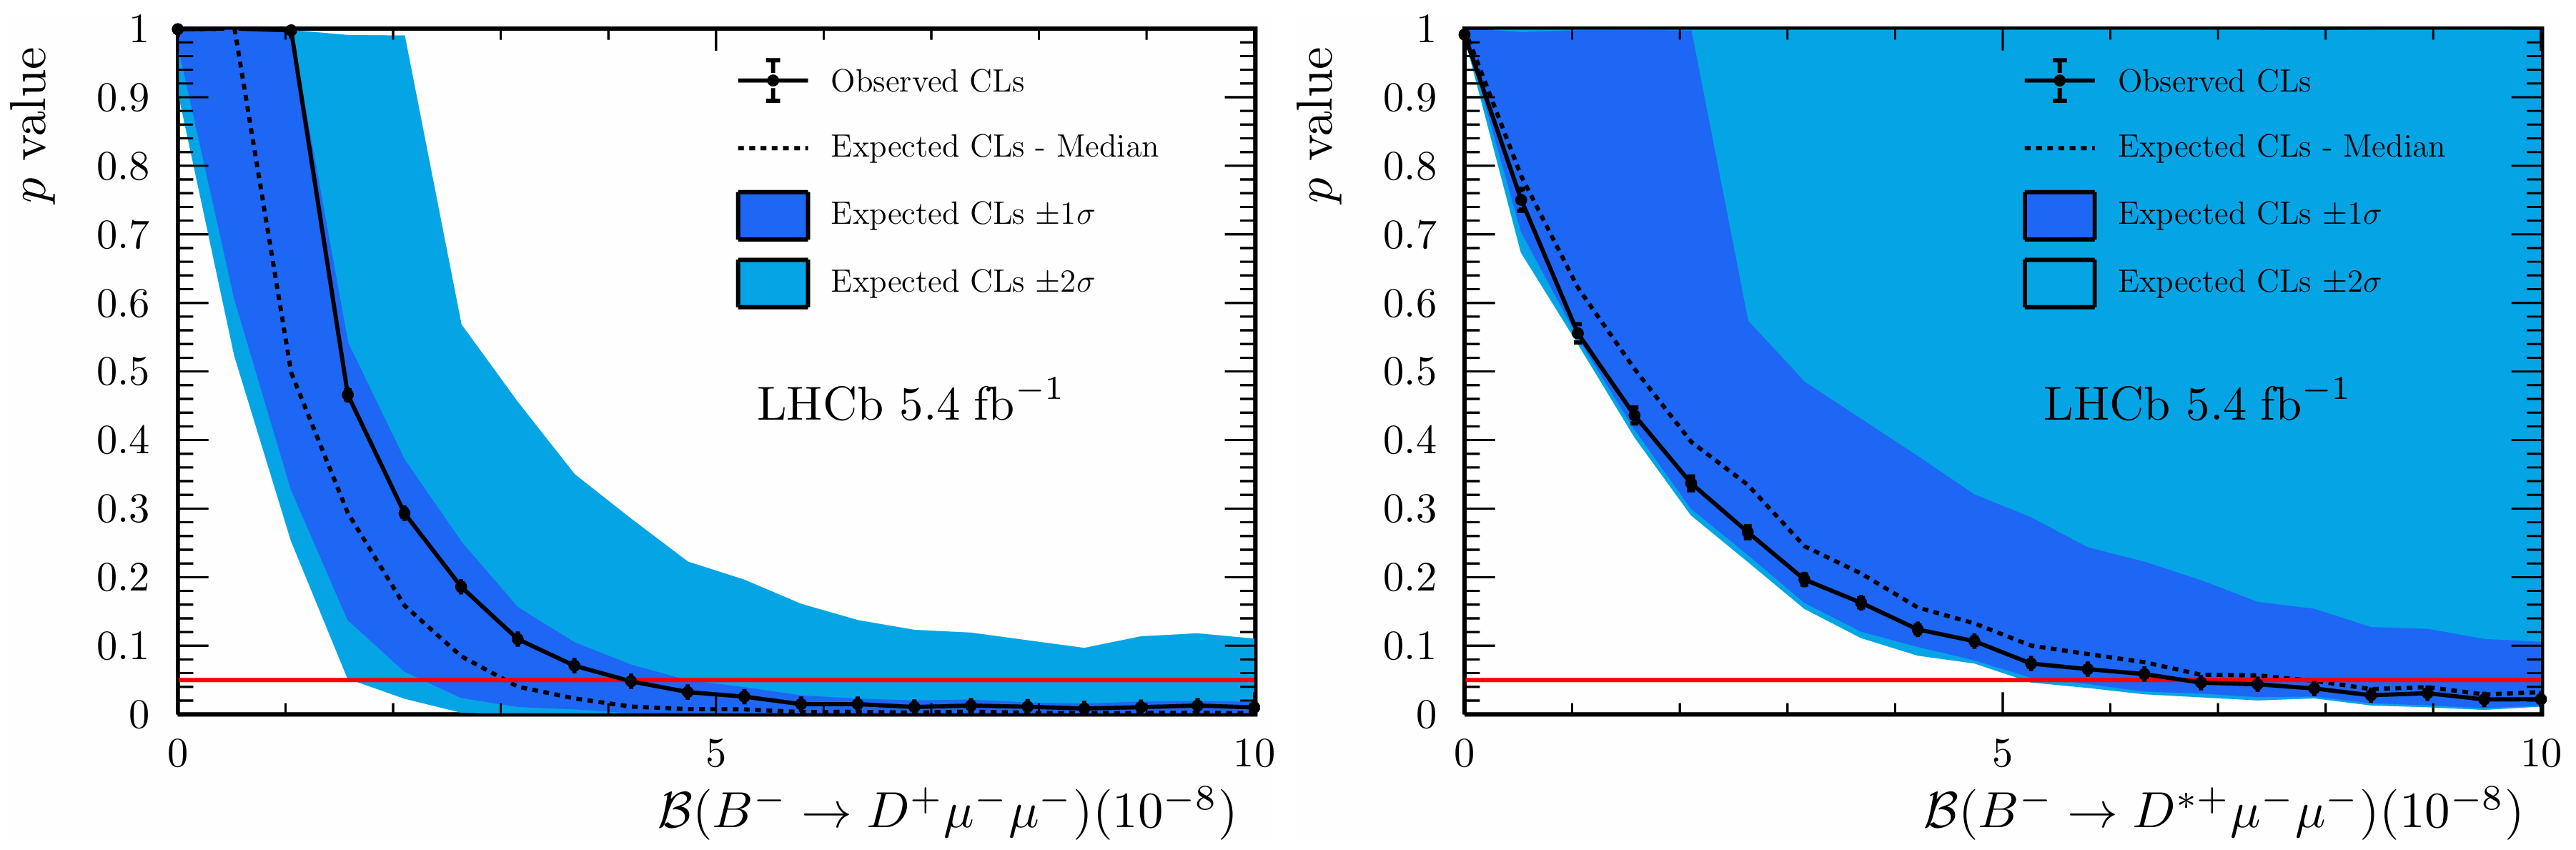 1
0.9
0.8
0.7
0.6
0.5
0.4
0.3
0.2
0.1
0
p value
Observed CLs
Expected CLs - Median
Expected CLs ±1σ
Expected CLs ±2σ
LHCb 5.4 fb⁻¹
0 5 10
ℬ(B⁻ → D⁺μ⁻μ⁻)(10⁻⁸)
1
0.9
0.8
0.7
0.6
0.5
0.4
0.3
0.2
0.1
0
p value
Observed CLs
Expected CLs - Median
Expected CLs ±1σ
Expected CLs ±2σ
LHCb 5.4 fb⁻¹
0 5 10
ℬ(B⁻ → D*⁺μ⁻μ⁻)(10⁻⁸)